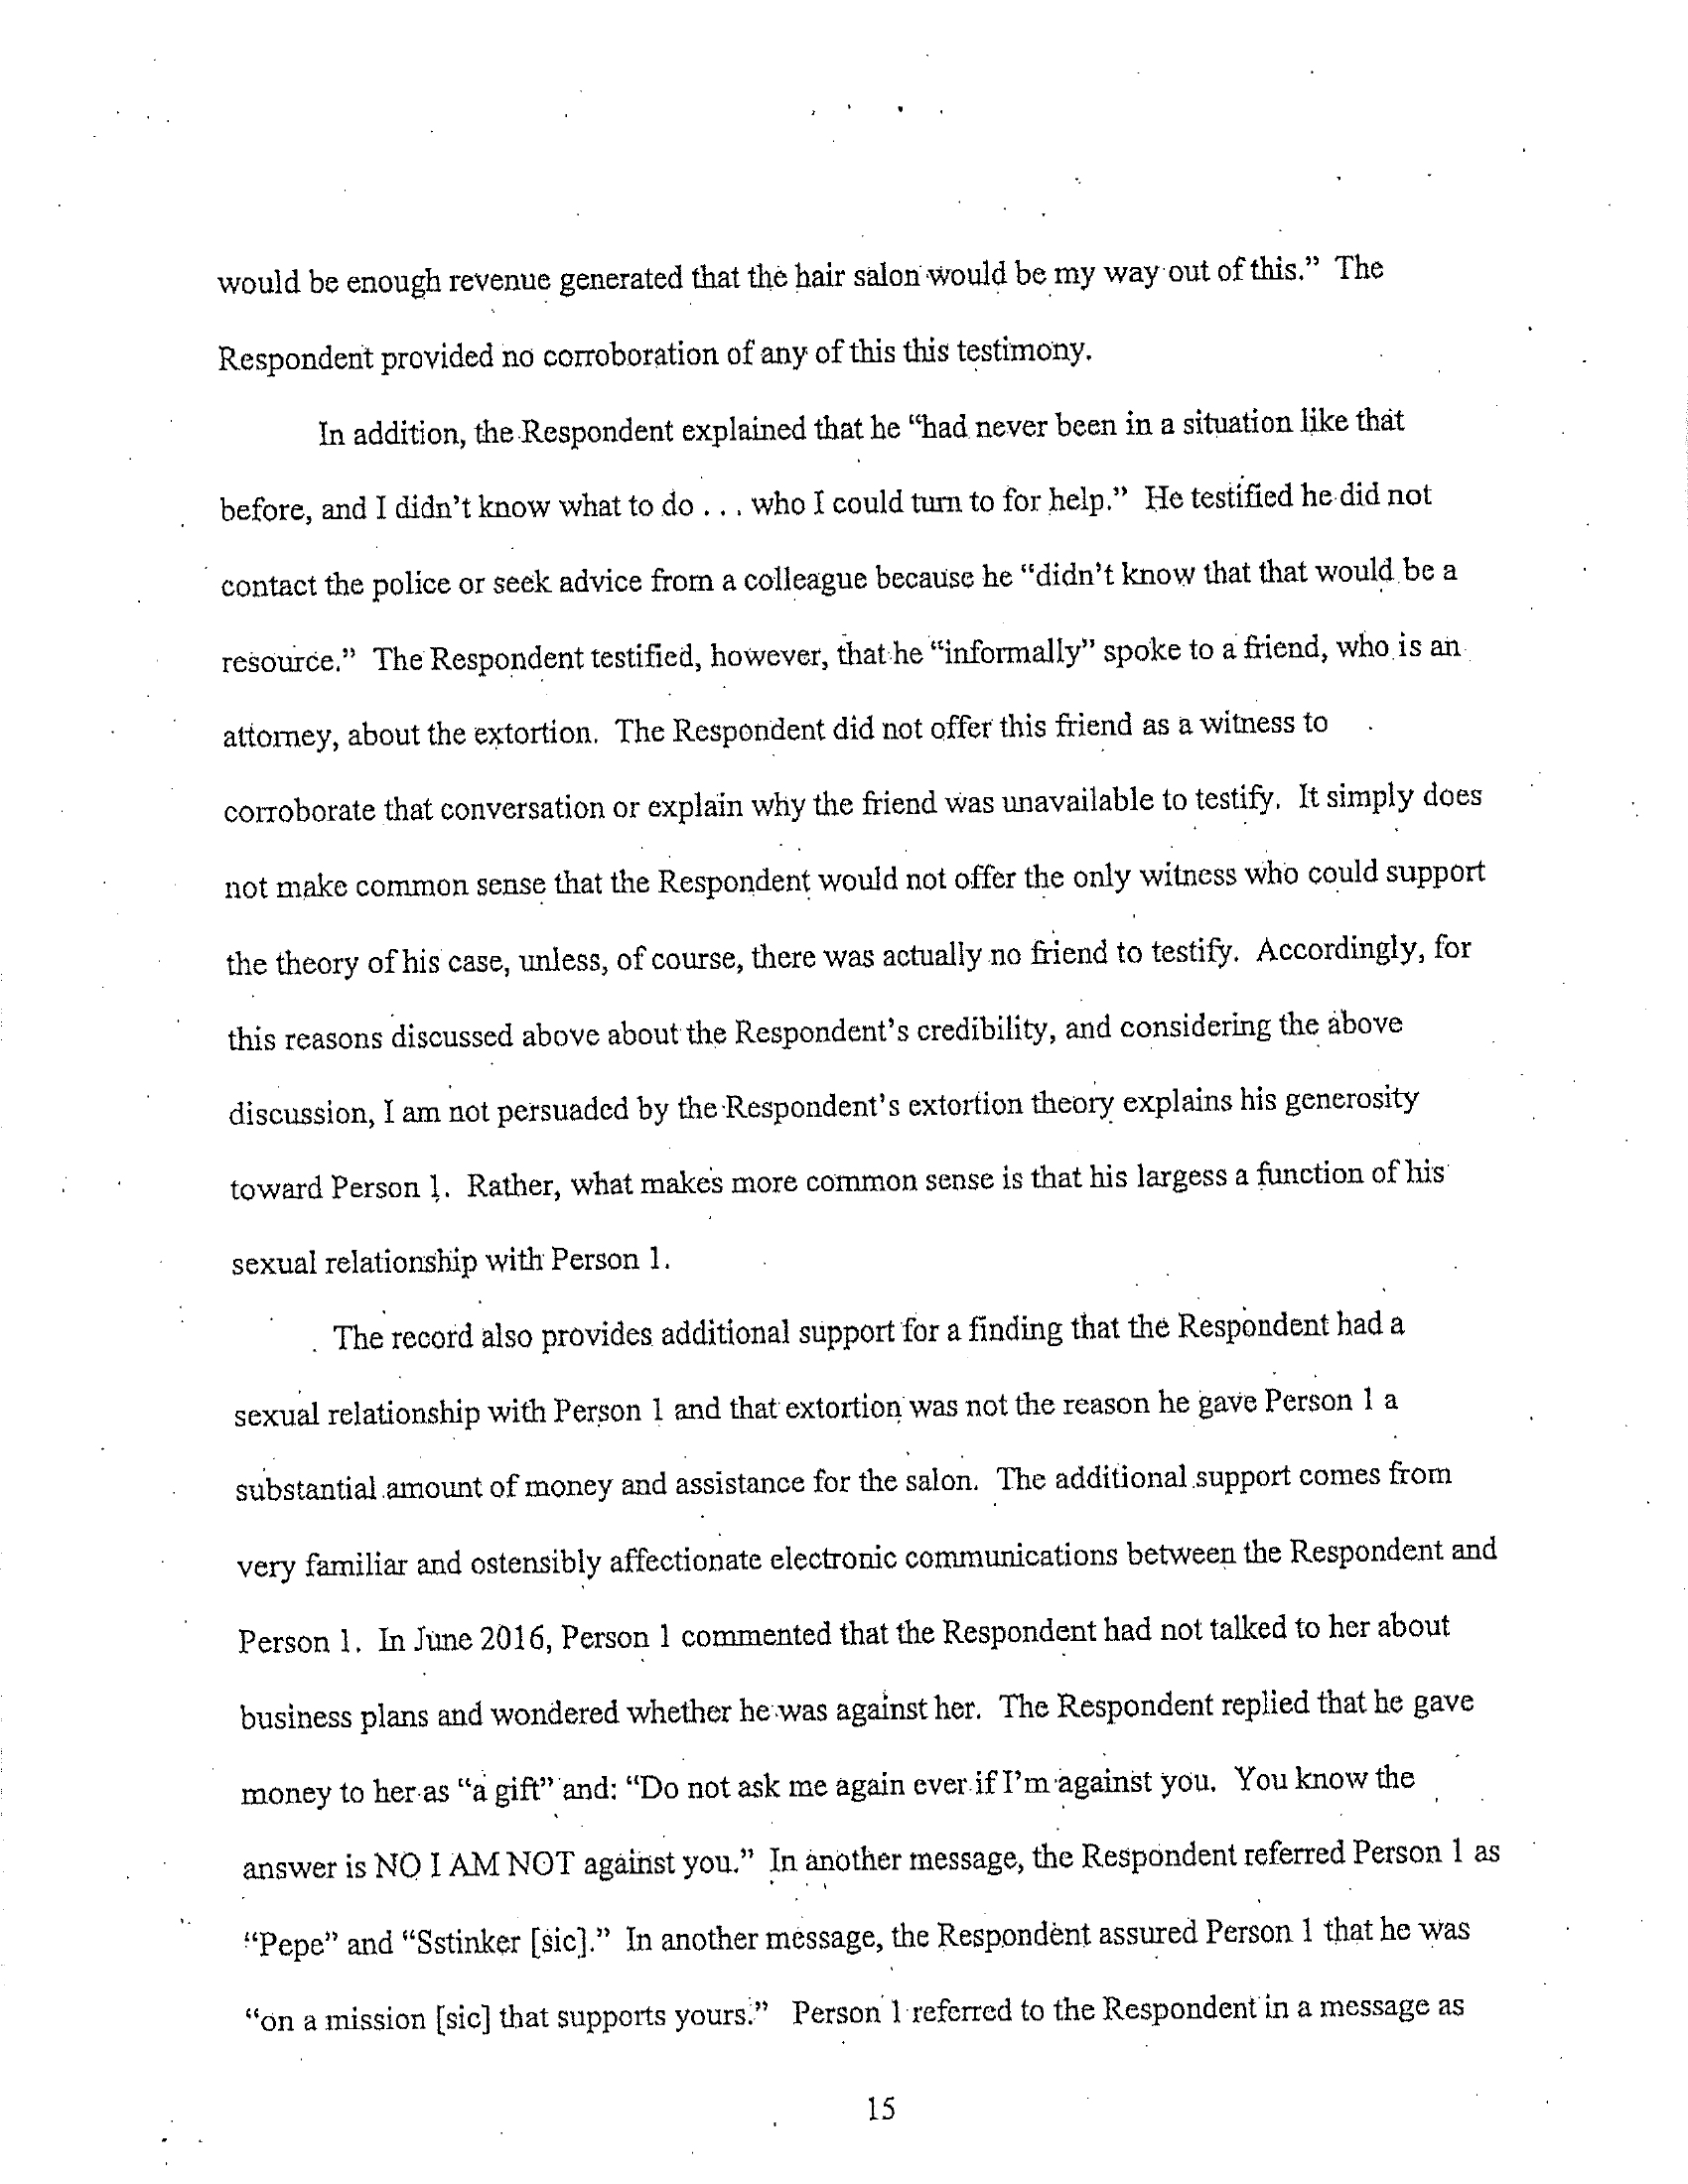 would be enough revenue generated that the hair salon would be my way out of this.” The
Respondent provided no corroboration of any of this this testimony.
In addition, the Respondent explained that he “had never been in a situation like that
before, and I didn’t know what to do . . . who I could turn to for help.” He testified he did not
contact the police or seek advice from a colleague because he “didn’t know that that would be a
resource.” The Respondent testified, however, that he “informally” spoke to a friend, who is an
attorney, about the extortion. The Respondent did not offer this friend as a witness to
corroborate that conversation or explain why the friend was unavailable to testify. It simply does
not make common sense that the Respondent would not offer the only witness who could support
the theory of his case, unless, of course, there was actually no friend to testify. Accordingly, for
this reasons discussed above about the Respondent’s credibility, and considering the above
discussion, I am not persuaded by the Respondent’s extortion theory explains his generosity
toward Person 1. Rather, what makes more common sense is that his largess a function of his
sexual relationship with Person 1.
The record also provides additional support for a finding that the Respondent had a
sexual relationship with Person 1 and that extortion was not the reason he gave Person 1 a
substantial amount of money and assistance for the salon. The additional support comes from
very familiar and ostensibly affectionate electronic communications between the Respondent and
Person 1. In June 2016, Person 1 commented that the Respondent had not talked to her about
business plans and wondered whether he was against her. The Respondent replied that he gave
money to her as “a gift” and: “Do not ask me again ever if I’m against you. You know the
answer is NO I AM NOT against you.” In another message, the Respondent referred Person 1 as
“Pepe” and “Sstinker [sic].” In another message, the Respondent assured Person 1 that he was
“on a mission [sic] that supports yours.” Person 1 referred to the Respondent in a message as
15